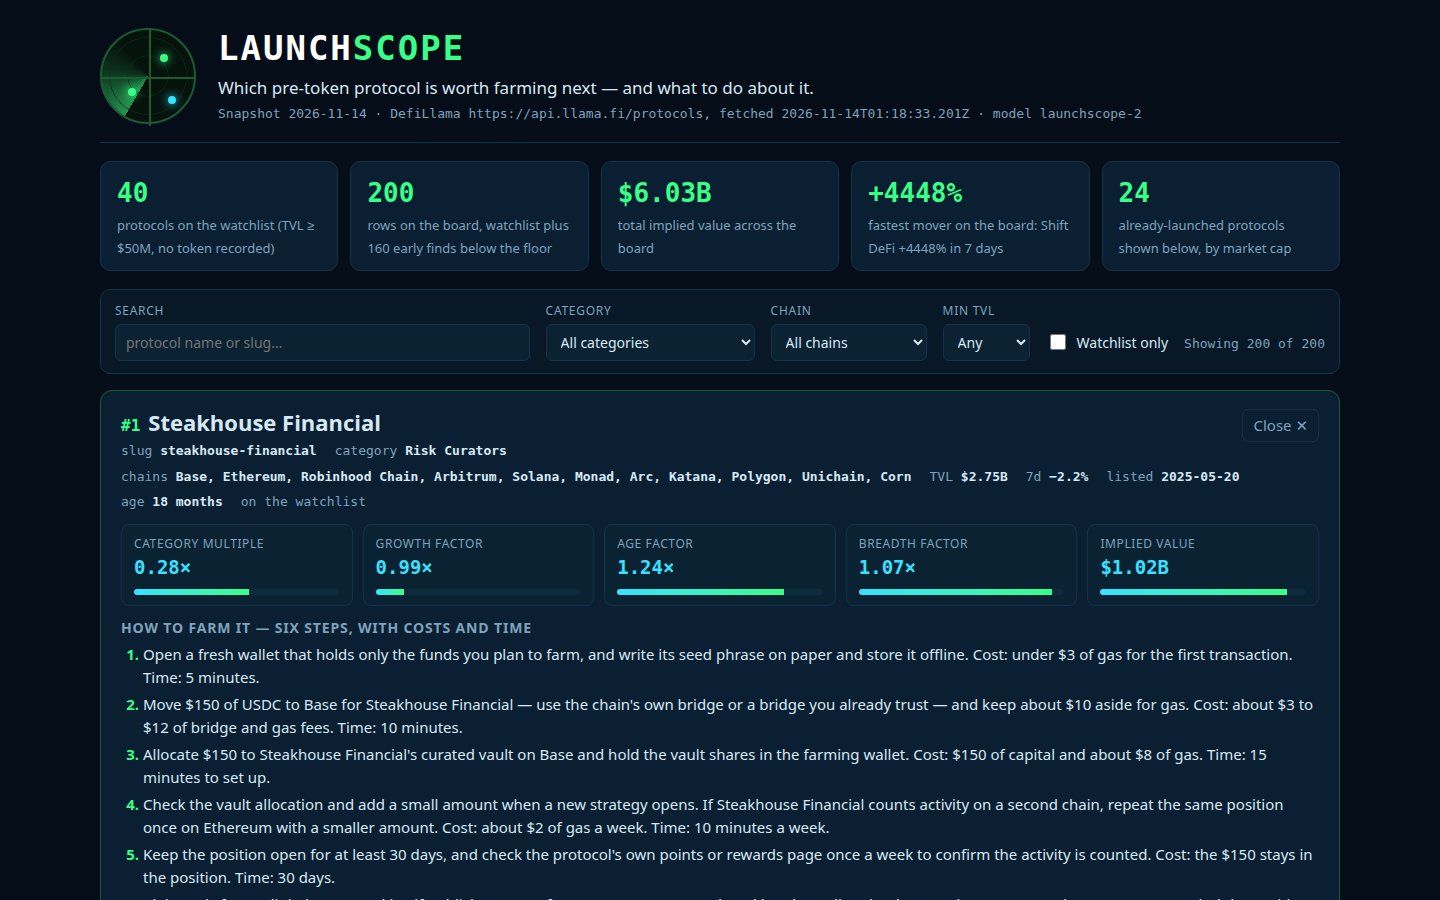 LAUNCHSCOPE
Which pre-token protocol is worth farming next — and what to do about it.
Snapshot 2026-11-14 · DefiLlama https://api.llama.fi/protocols, fetched 2026-11-14T01:18:33.201Z · model launchscope-2
40
protocols on the watchlist (TVL ≥
$50M, no token recorded)
200
rows on the board, watchlist plus
160 early finds below the floor
$6.03B
total implied value across the
board
+4448%
fastest mover on the board: Shift
DeFi +4448% in 7 days
24
already-launched protocols
shown below, by market cap
SEARCH
protocol name or slug…
CATEGORY
All categories
CHAIN
All chains
MIN TVL
Any
Watchlist only
Showing 200 of 200
#1 Steakhouse Financial
Close ✕
slug steakhouse-financial category Risk Curators
chains Base, Ethereum, Robinhood Chain, Arbitrum, Solana, Monad, Arc, Katana, Polygon, Unichain, Corn TVL $2.75B 7d −2.2% listed 2025-05-20
age 18 months on the watchlist
CATEGORY MULTIPLE
0.28×
GROWTH FACTOR
0.99×
AGE FACTOR
1.24×
BREADTH FACTOR
1.07×
IMPLIED VALUE
$1.02B
HOW TO FARM IT — SIX STEPS, WITH COSTS AND TIME
1. Open a fresh wallet that holds only the funds you plan to farm, and write its seed phrase on paper and store it offline. Cost: under $3 of gas for the first transaction.
Time: 5 minutes.
2. Move $150 of USDC to Base for Steakhouse Financial — use the chain's own bridge or a bridge you already trust — and keep about $10 aside for gas. Cost: about $3 to
$12 of bridge and gas fees. Time: 10 minutes.
3. Allocate $150 to Steakhouse Financial's curated vault on Base and hold the vault shares in the farming wallet. Cost: $150 of capital and about $8 of gas. Time: 15
minutes to set up.
4. Check the vault allocation and add a small amount when a new strategy opens. If Steakhouse Financial counts activity on a second chain, repeat the same position
once on Ethereum with a smaller amount. Cost: about $2 of gas a week. Time: 10 minutes a week.
5. Keep the position open for at least 30 days, and check the protocol's own points or rewards page once a week to confirm the activity is counted. Cost: the $150 stays in
the position. Time: 30 days.